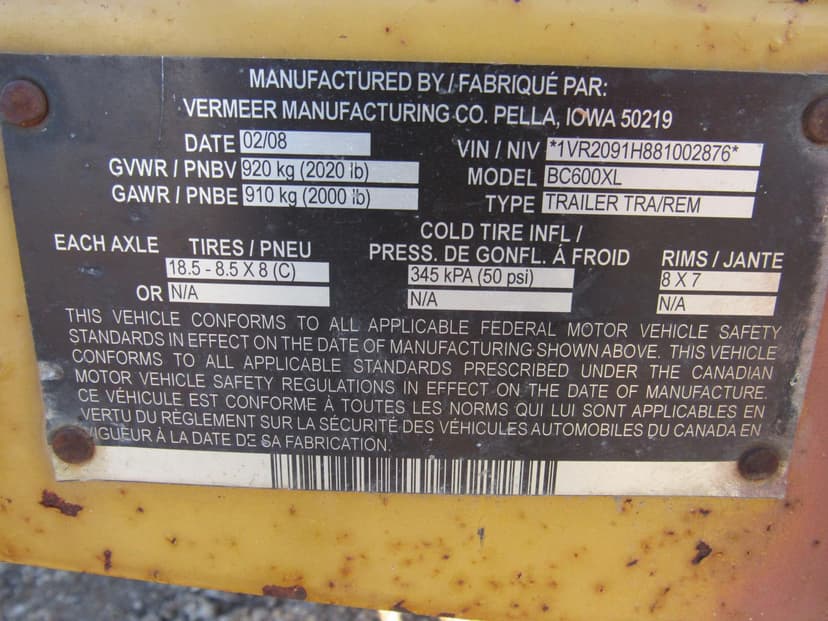 MANUFACTURED BY / FABRIQUÉ PAR:
VERMEER MANUFACTURING CO. PELLA, IOWA 50219
DATE 02/08 VIN / NIV *1VR2091H881002876*
GVWR / PNBV 920 kg (2020 lb) MODEL BC600XL
GAWR / PNBE 910 kg (2000 lb) TYPE TRAILER TRA/REM
EACH AXLE TIRES / PNEU COLD TIRE INFL / PRESS. DE GONFL. Á FROID RIMS / JANTE
18.5 - 8.5 X 8 (C) 345 kPA (50 psi) 8 X 7
OR N/A N/A N/A
THIS VEHICLE CONFORMS TO ALL APPLICABLE FEDERAL MOTOR VEHICLE SAFETY
STANDARDS IN EFFECT ON THE DATE OF MANUFACTURING SHOWN ABOVE. THIS VEHICLE
CONFORMS TO ALL APPLICABLE STANDARDS PRESCRIBED UNDER THE CANADIAN
MOTOR VEHICLE SAFETY REGULATIONS IN EFFECT ON THE DATE OF MANUFACTURE.
CE VÉHICULE EST CONFORME À TOUTES LES NORMS QUI LUI SONT APPLICABLES EN
VERTU DU RÈGLEMENT SUR LA SÉCURITÉ DES VÉHICULES AUTOMOBILES DU CANADA EN
VIGUEUR À LA DATE DE SA FABRICATION.